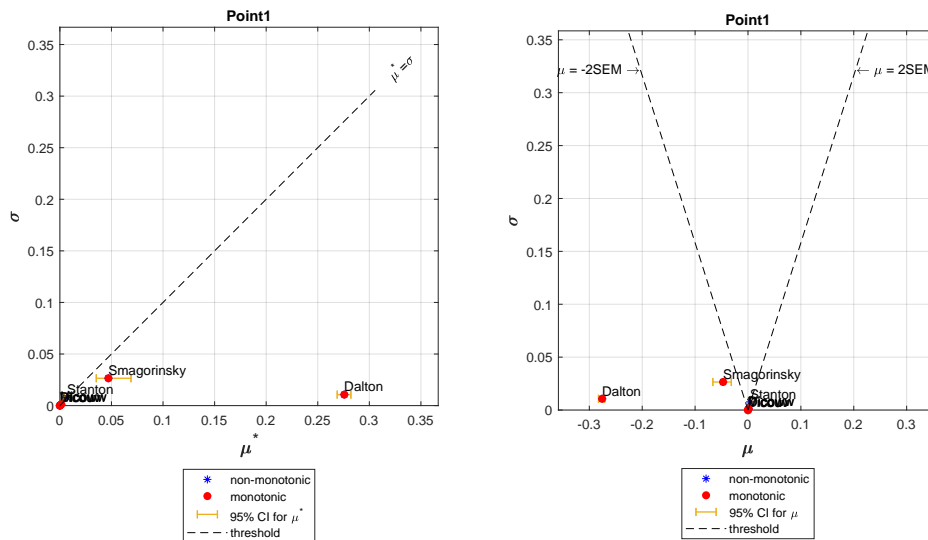 Point1
0.35
0.3
0.25
0.2
0.15
0.1
0.05
0
σ
μ* =σ
Smagorinsky
Stanton
Dalton
0 0.05 0.1 0.15 0.2 0.25 0.3 0.35
μ*
non-monotonic
monotonic
95% CI for μ*
threshold
Point1
0.35
0.3
0.25
0.2
0.15
0.1
0.05
0
σ
μ = -2SEM →
← μ = 2SEM
Smagorinsky
Dalton
Stanton
-0.3 -0.2 -0.1 0 0.1 0.2 0.3
μ
non-monotonic
monotonic
95% CI for μ
threshold